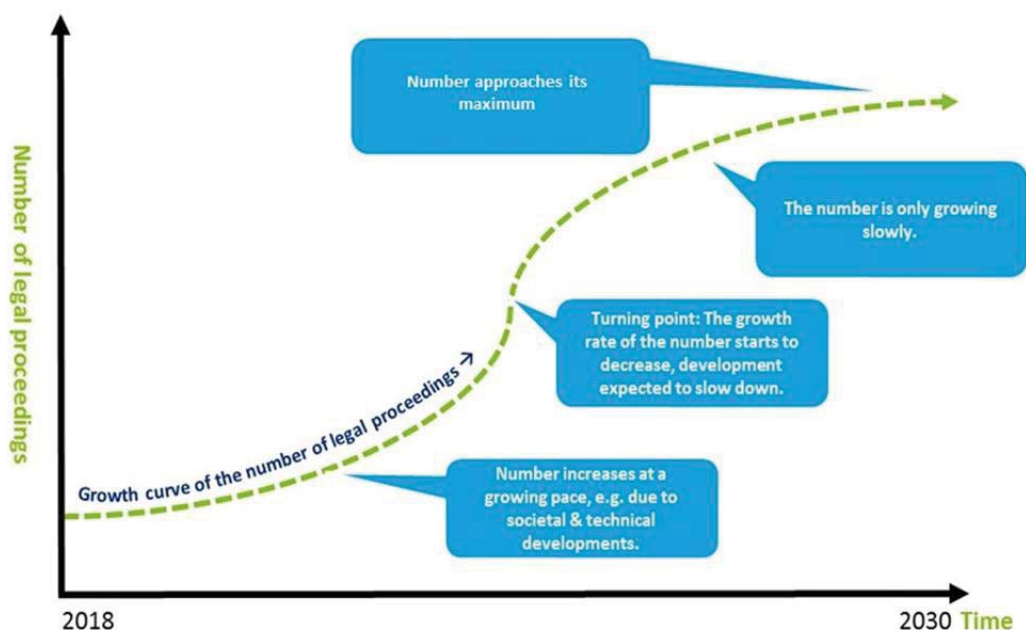 Number approaches its
maximum
The number is only growing
slowly.
Turning point: The growth
rate of the number starts to
decrease, development
expected to slow down.
Number increases at a
growing pace, e.g. due to
societal & technical
developments.
Growth curve of the number of legal proceedings →
Number of legal proceedings
2018
2030 Time